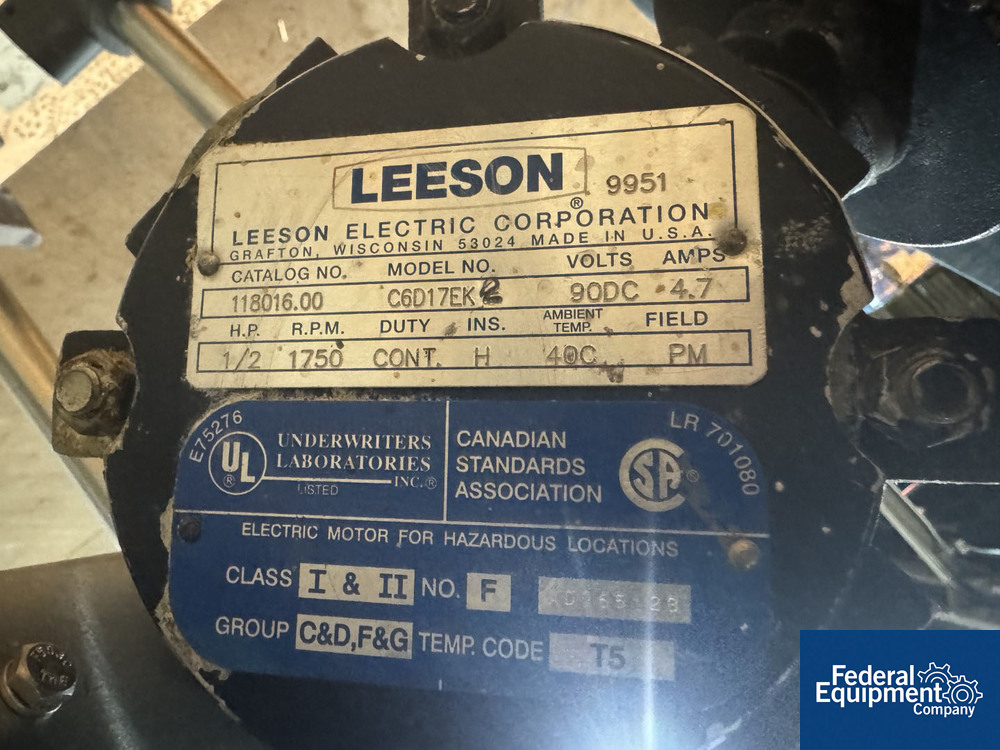 LEESON ® 9951
LEESON ELECTRIC CORPORATION
GRAFTON, WISCONSIN 53024 MADE IN U.S.A.
CATALOG NO. MODEL NO. VOLTS AMPS
118016.00 C6D17EK2 90DC 4.7
H.P. R.P.M. DUTY INS. AMBIENT TEMP. FIELD
1/2 1750 CONT. H 40C PM
E75276
UL ®
UNDERWRITERS
LABORATORIES
INC.®
LISTED
CANADIAN
STANDARDS
ASSOCIATION
SA ®
LR 701080
ELECTRIC MOTOR FOR HAZARDOUS LOCATIONS
CLASS I & II NO. F
GROUP C&D,F&G TEMP. CODE T5
Federal
Equipment
Company